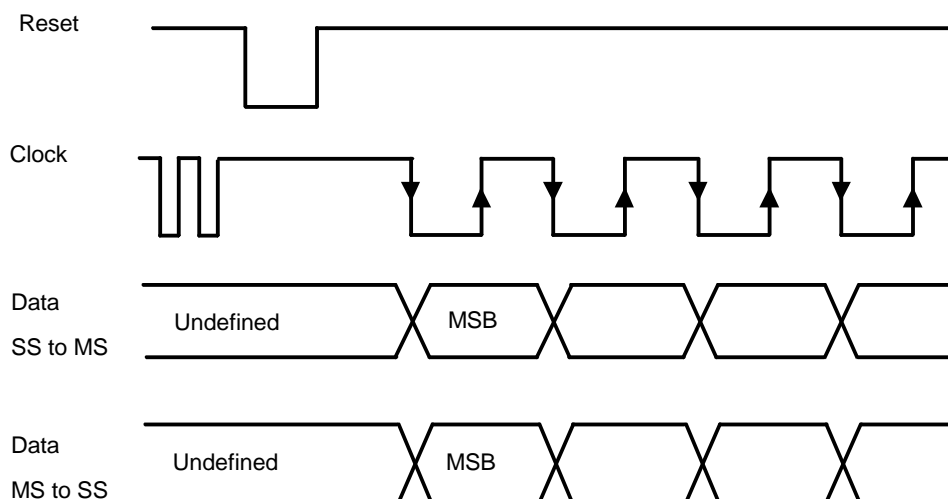 Reset
Clock
Data
SS to MS
Undefined
MSB
Data
MS to SS
Undefined
MSB